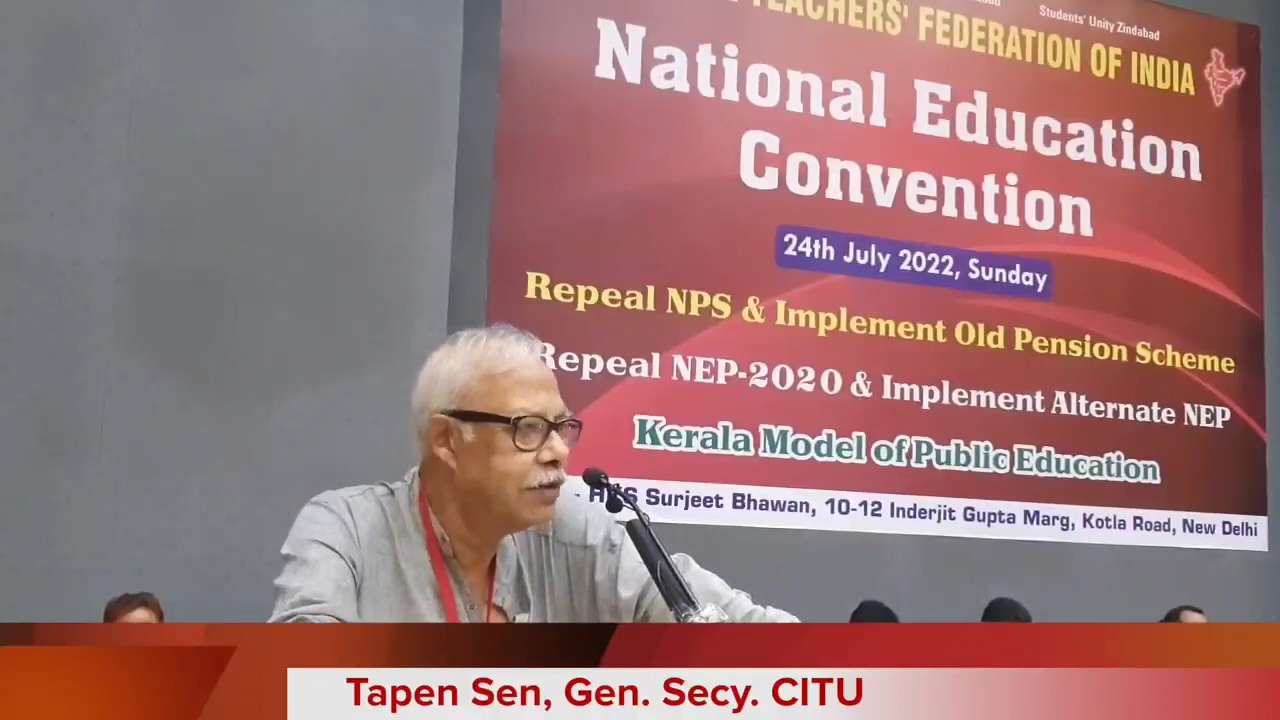 Students' Unity Zindabad
TEACHERS' FEDERATION OF INDIA
National Education
Convention
24th July 2022, Sunday
Repeal NPS & Implement Old Pension Scheme
Repeal NEP-2020 & Implement Alternate NEP
Kerala Model of Public Education
Surjeet Bhawan, 10-12 Inderjit Gupta Marg, Kotla Road, New Delhi
Tapen Sen, Gen. Secy. CITU